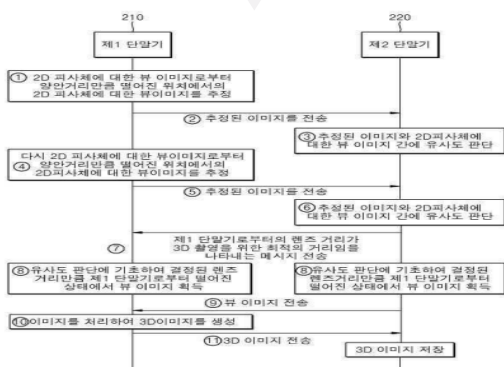 210
220
제1 단말기
제2 단말기
① 2D 피사체에 대한 뷰 이미지로부터
양안거리만큼 떨어진 위치에서의
2D 피사체에 대한 뷰이미지를 추정
② 추정된 이미지를 전송
③ 추정된 이미지와 2D피사체에
대한 뷰 이미지 간에 유사도 판단
다시 2D 피사체에 대한 뷰이미지로부터
④ 양안거리만큼 떨어진 위치에서의
2D피사체에 대한 뷰이미지를 추정
⑤ 추정된 이미지를 전송
⑥ 추정된 이미지와 2D피사체에
대한 뷰 이미지 간에 유사도 판단
⑦ 제1 단말기로부터의 렌즈 거리가
3D 촬영을 위한 최적의 거리임을
나타내는 메시지 전송
⑧ 유사도 판단에 기초하여 결정된 렌즈
거리만큼 제1 단말기로부터 떨어진
상태에서 뷰 이미지 획득
⑧ 유사도 판단에 기초하여 결정된
렌즈거리만큼 제1 단말기로부터
떨어진 상태에서 뷰 이미지 획득
⑨ 뷰 이미지 전송
⑩ 이미지를 처리하여 3D이미지를 생성
⑪ 3D 이미지 전송
3D 이미지 저장